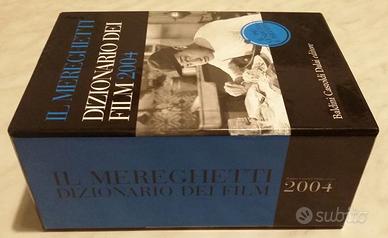 IL MEREGHETTI
DIZIONARIO DEI
FILM 2004
Baldini Castoldi Dalai editore
IL MEREGHETTI
DIZIONARIO DEI FILM
2004
subito